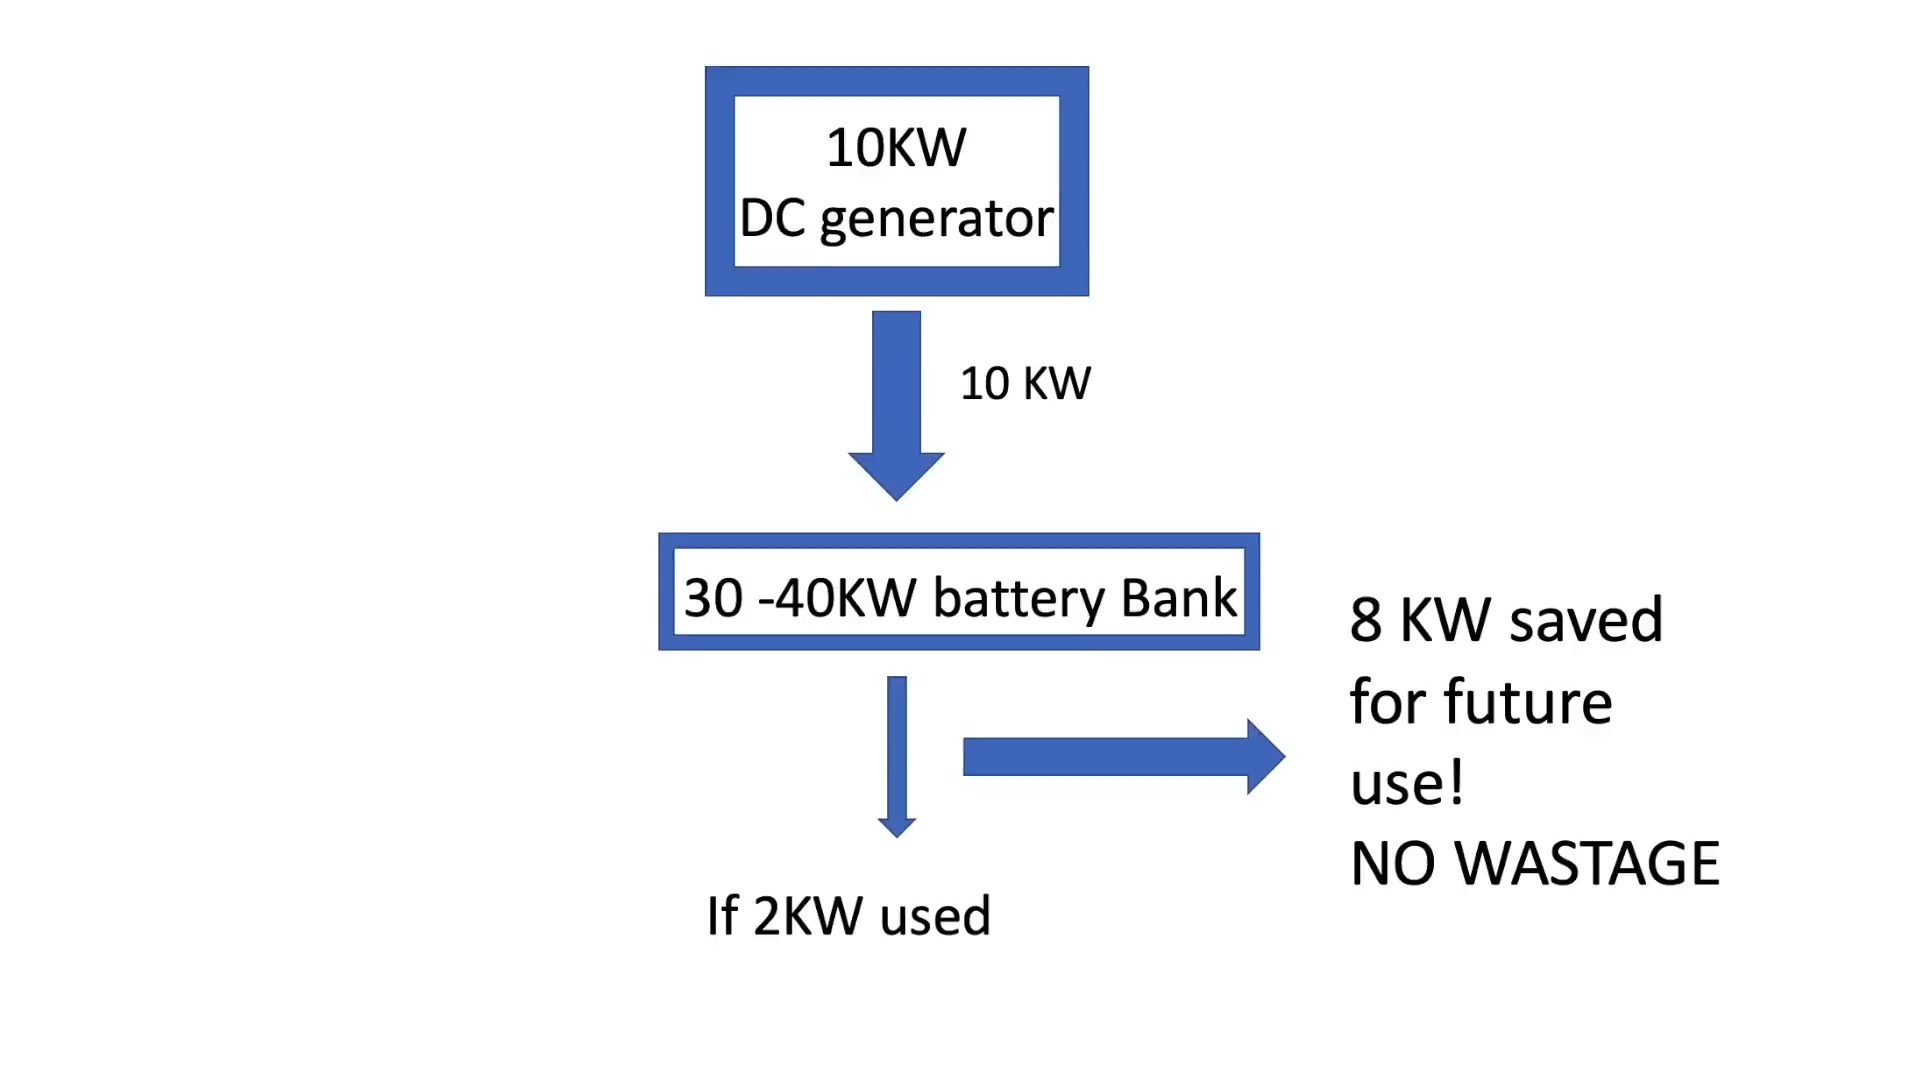 10KW
DC generator
10 KW
30 -40KW battery Bank
8 KW saved
for future
use!
NO WASTAGE
If 2KW used